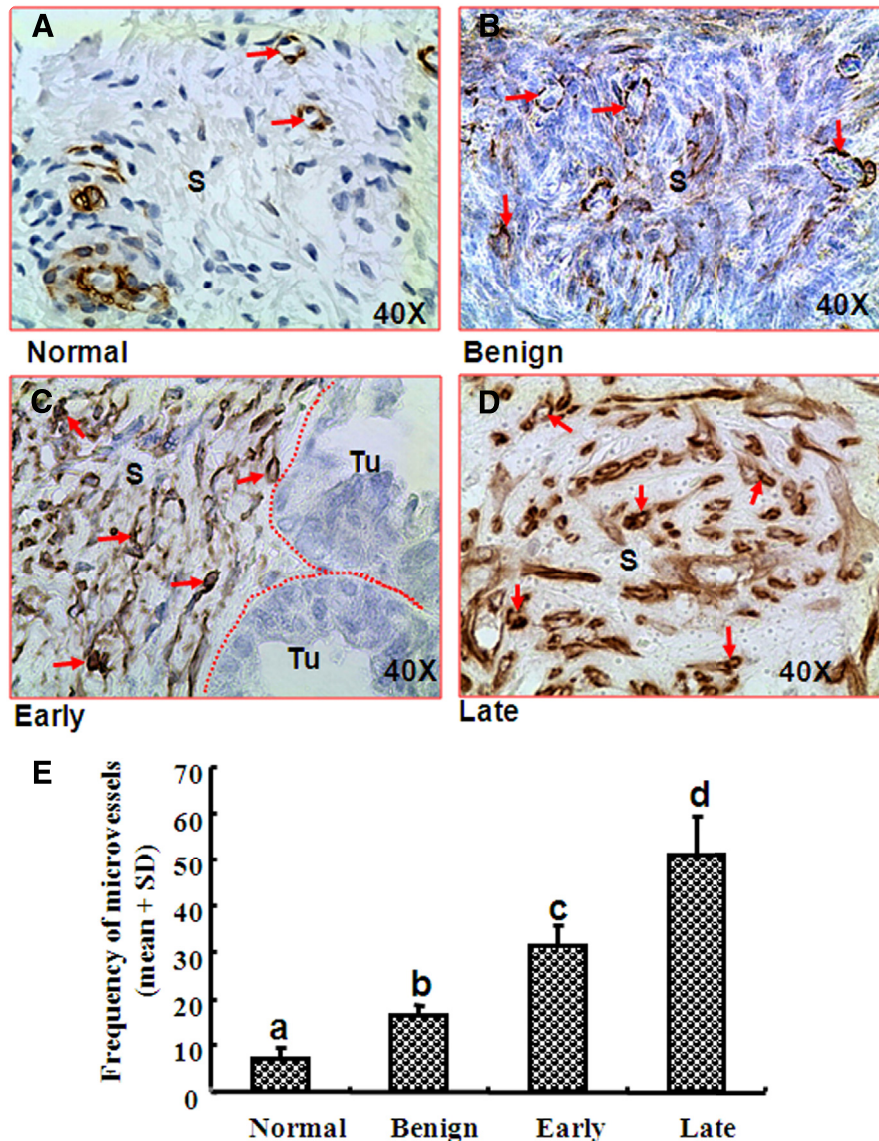 A
S
40X
Normal
B
S
40X
Benign
C
S
Tu
Tu
40X
Early
D
S
40X
Late
E
Frequency of microvessels
(mean + SD)
70
60
50
40
30
20
10
0
a
b
c
d
Normal
Benign
Early
Late